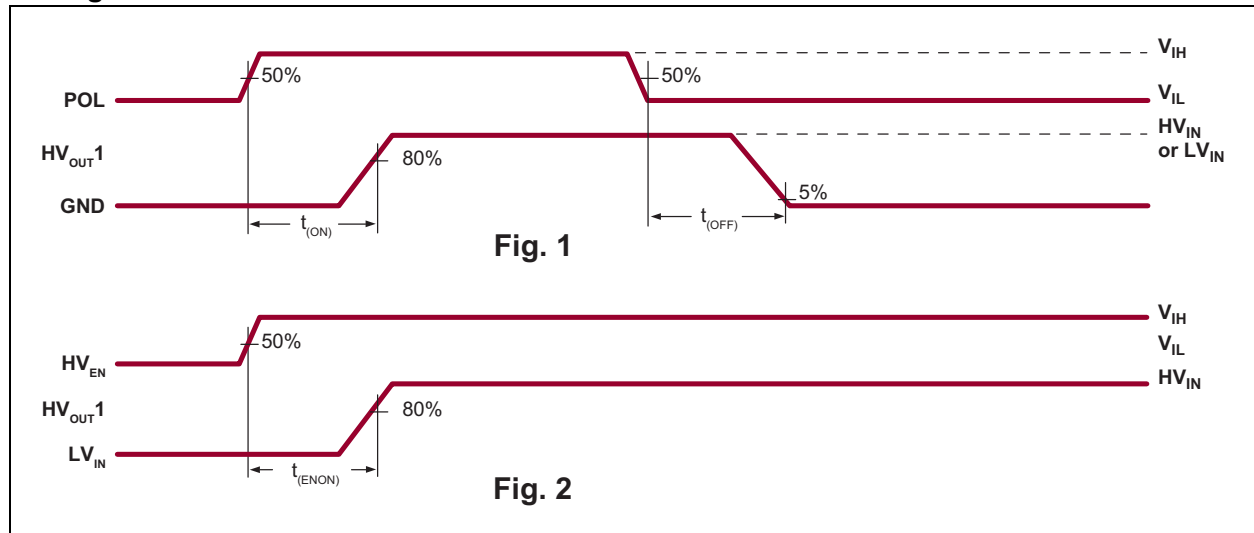 V_IH
50%
50%
POL
V_IL
HV_IN
or LV_IN
HV_OUT1
80%
GND
5%
t_(ON)
t_(OFF)
Fig. 1
V_IH
50%
V_IL
HV_EN
HV_IN
HV_OUT1
80%
LV_IN
t_(ENON)
Fig. 2